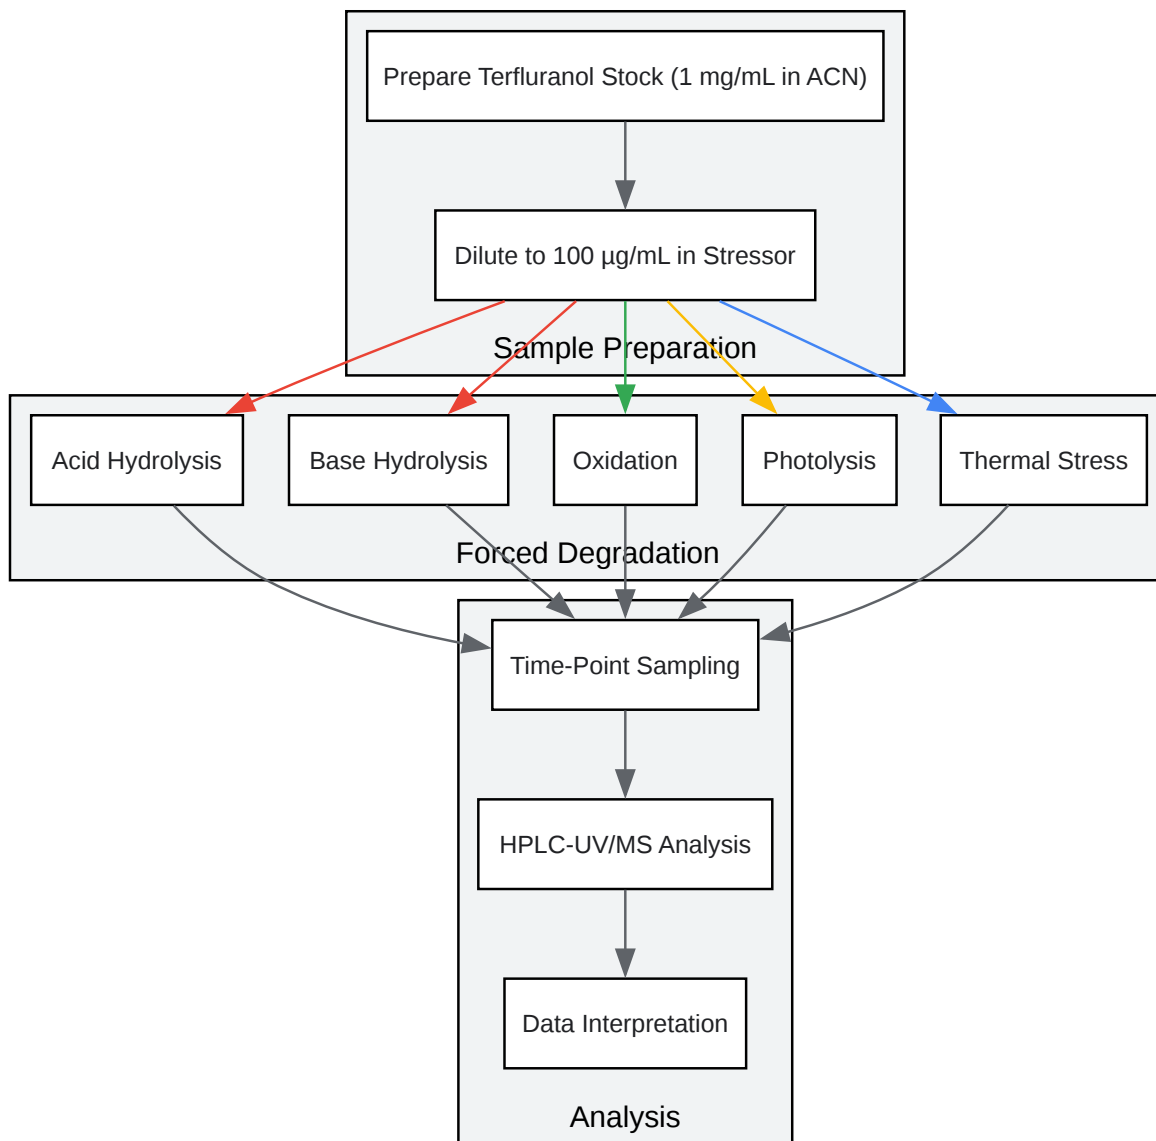 Prepare Terfluranol Stock (1 mg/mL in ACN)
Dilute to 100 µg/mL in Stressor
Sample Preparation
Acid Hydrolysis
Base Hydrolysis
Oxidation
Photolysis
Thermal Stress
Forced Degradation
Time-Point Sampling
HPLC-UV/MS Analysis
Data Interpretation
Analysis